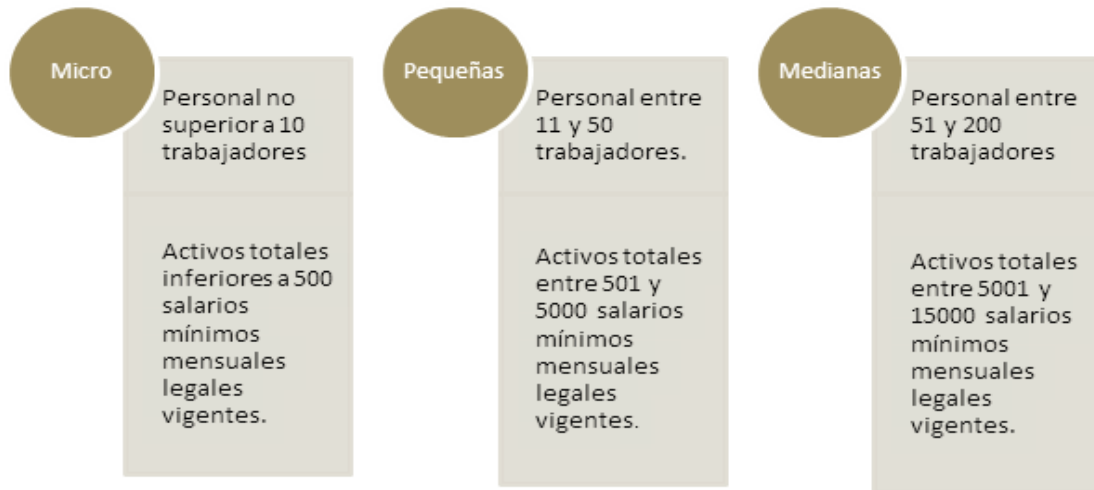 Micro
Personal no
superior a 10
trabajadores
Activos totales
inferiores a 500
salarios
mínimos
mensuales
legales
vigentes.
Pequeñas
Personal entre
11 y 50
trabajadores.
Activos totales
entre 501 y
5000 salarios
mínimos
mensuales
legales
vigentes.
Medianas
Personal entre
51 y 200
trabajadores
Activos totales
entre 5001 y
15000 salarios
mínimos
mensuales
legales
vigentes.